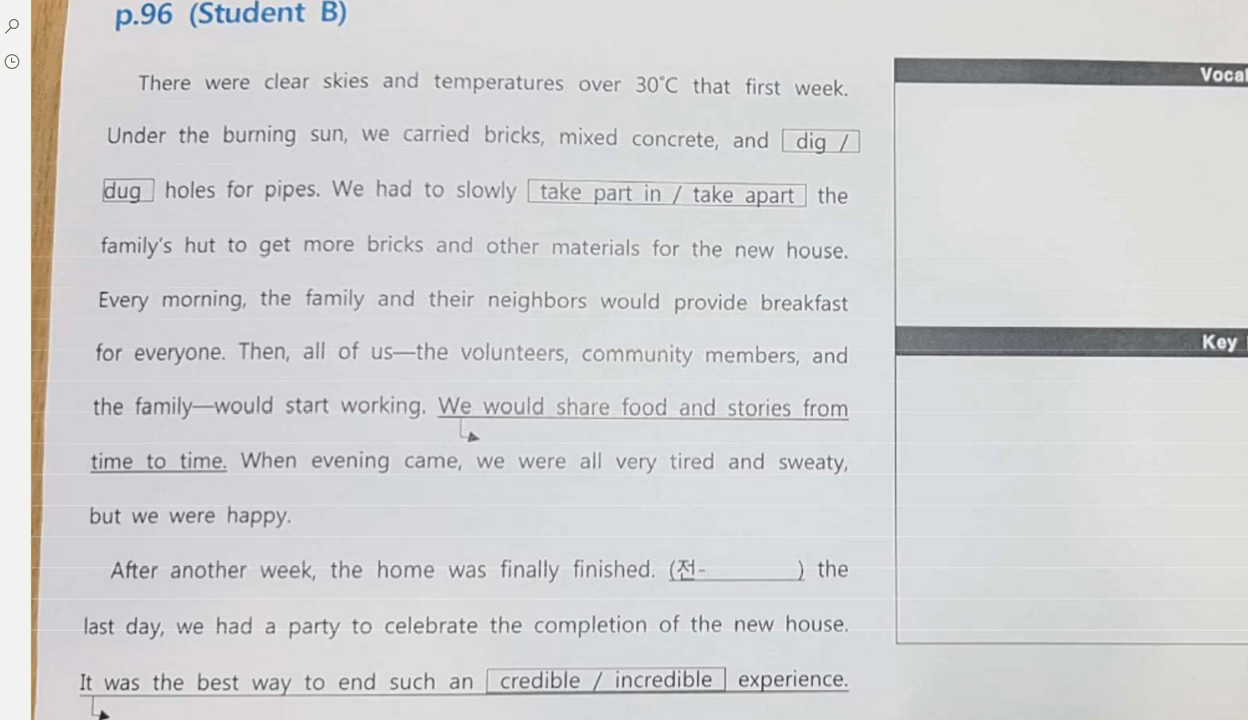 p.96 (Student B)
There were clear skies and temperatures over 30°C that first week.
Under the burning sun, we carried bricks, mixed concrete, and dig /
dug holes for pipes. We had to slowly take part in / take apart the
family's hut to get more bricks and other materials for the new house.
Every morning, the family and their neighbors would provide breakfast
for everyone. Then, all of us—the volunteers, community members, and
the family—would start working. We would share food and stories from
time to time. When evening came, we were all very tired and sweaty,
but we were happy.
After another week, the home was finally finished. (전-________) the
last day, we had a party to celebrate the completion of the new house.
It was the best way to end such an credible / incredible experience.
Key